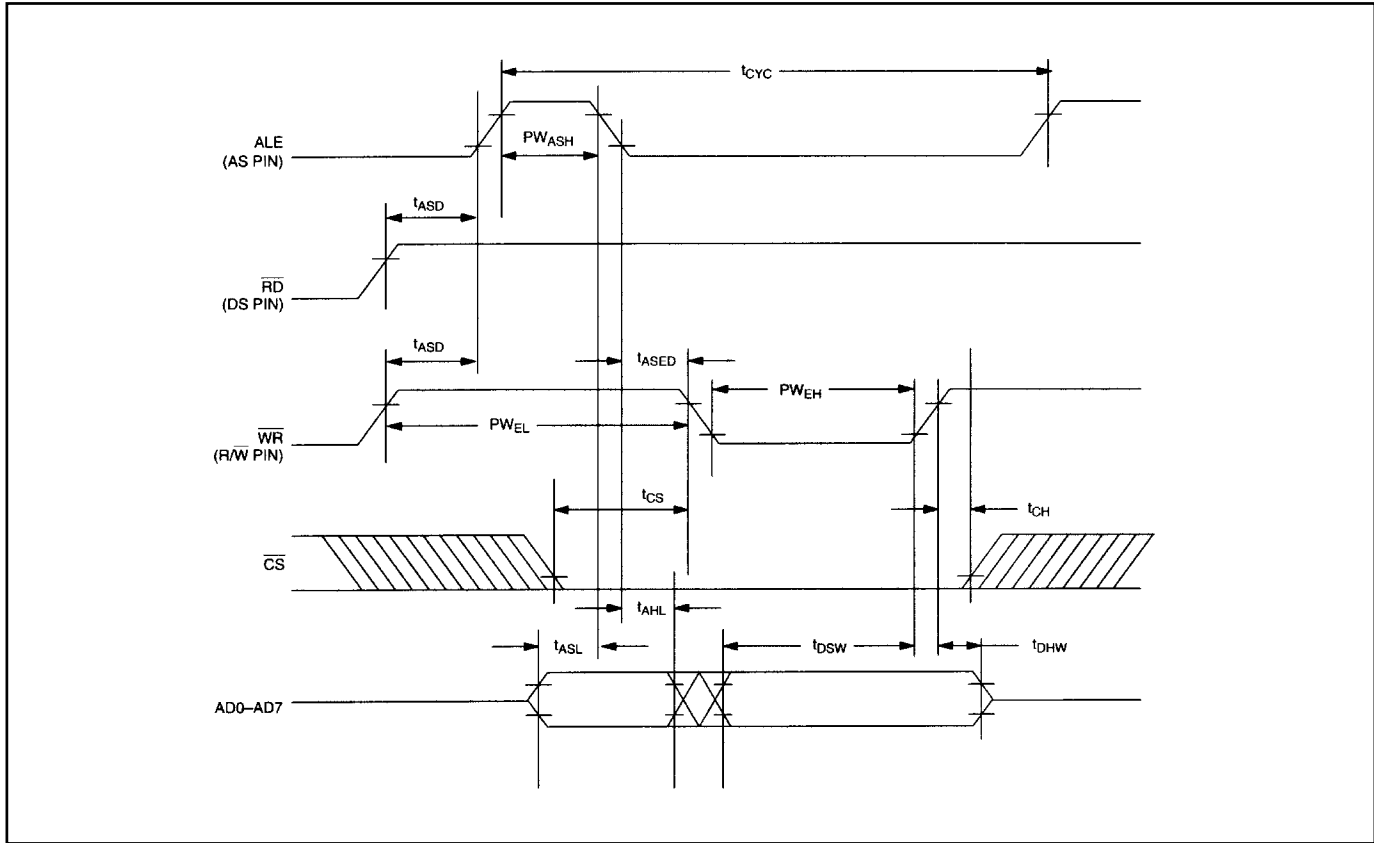 tCYC
ALE
(AS PIN)
PWASH
tASD
RD
(DS PIN)
tASD
tASED
PWEH
WR
(R/W PIN)
PWEL
tCS
tCH
CS
tAHL
tASL
tDSW
tDHW
AD0–AD7